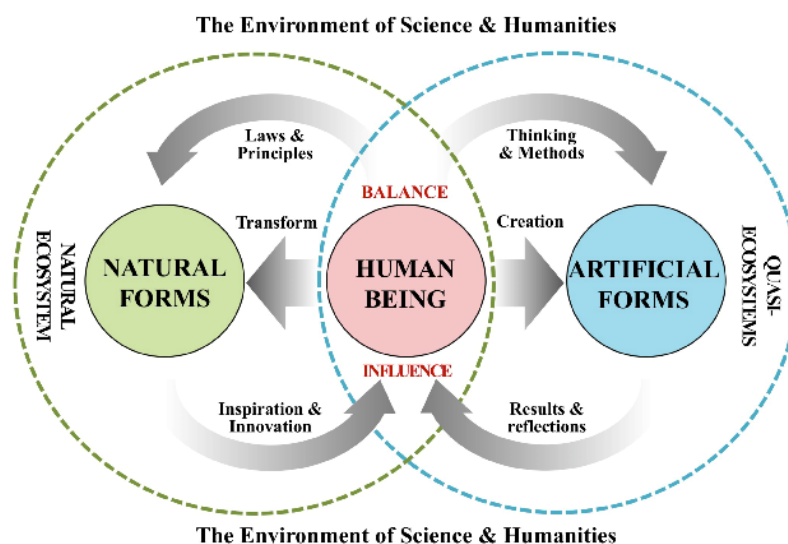 The Environment of Science & Humanities
Laws &
Principles
Thinking
& Methods
BALANCE
Transform
Creation
NATURAL
ECOSYSTEM
NATURAL
FORMS
HUMAN
BEING
ARTIFICIAL
FORMS
QUASI-
ECOSYSTEMS
INFLUENCE
Inspiration &
Innovation
Results &
reflections
The Environment of Science & Humanities